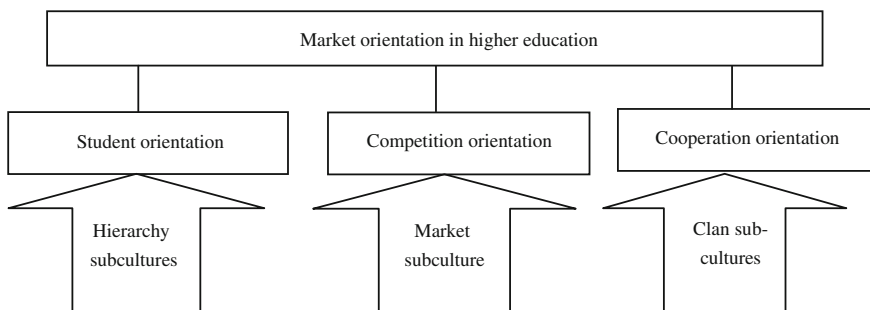 Market orientation in higher education
Student orientation
Competition orientation
Cooperation orientation
Hierarchy
subcultures
Market
subculture
Clan sub-
cultures